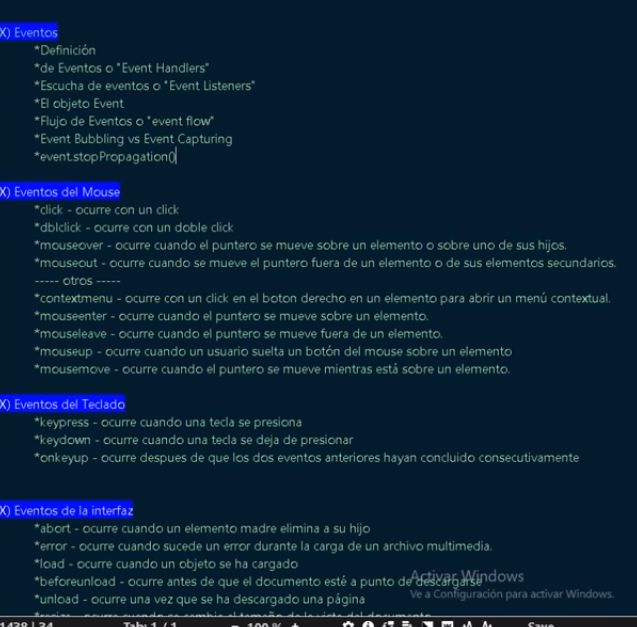 X) Eventos
*Definición
*de Eventos o "Event Handlers"
*Escucha de eventos o "Event Listeners"
*El objeto Event
*Flujo de Eventos o "event flow"
*Event Bubbling vs Event Capturing
*event.stopPropagation()
X) Eventos del Mouse
*click - ocurre con un click
*dblclick - ocurre con un doble click
*mouseover - ocurre cuando el puntero se mueve sobre un elemento o sobre uno de sus hijos.
*mouseout - ocurre cuando se mueve el puntero fuera de un elemento o de sus elementos secundarios.
----- otros -----
*contextmenu - ocurre con un click en el boton derecho en un elemento para abrir un menú contextual.
*mouseenter - ocurre cuando el puntero se mueve sobre un elemento.
*mouseleave - ocurre cuando el puntero se mueve fuera de un elemento.
*mouseup - ocurre cuando un usuario suelta un botón del mouse sobre un elemento
*mousemove - ocurre cuando el puntero se mueve mientras está sobre un elemento.
X) Eventos del Teclado
*keypress - ocurre cuando una tecla se presiona
*keydown - ocurre cuando una tecla se deja de presionar
*onkeyup - ocurre despues de que los dos eventos anteriores hayan concluido consecutivamente
X) Eventos de la interfaz
*abort - ocurre cuando un elemento madre elimina a su hijo
*error - ocurre cuando sucede un error durante la carga de un archivo multimedia.
*load - ocurre cuando un objeto se ha cargado
*beforeunload - ocurre antes de que el documento esté a punto de descargarse
Activar Windows
*unload - ocurre una vez que se ha descargado una página
Ve a Configuración para activar Windows.
*resize - ocurre cuando se cambia el tamaño de la vista del documento
1438 | 34 Tab: 1 / 1 - 100 % + Save